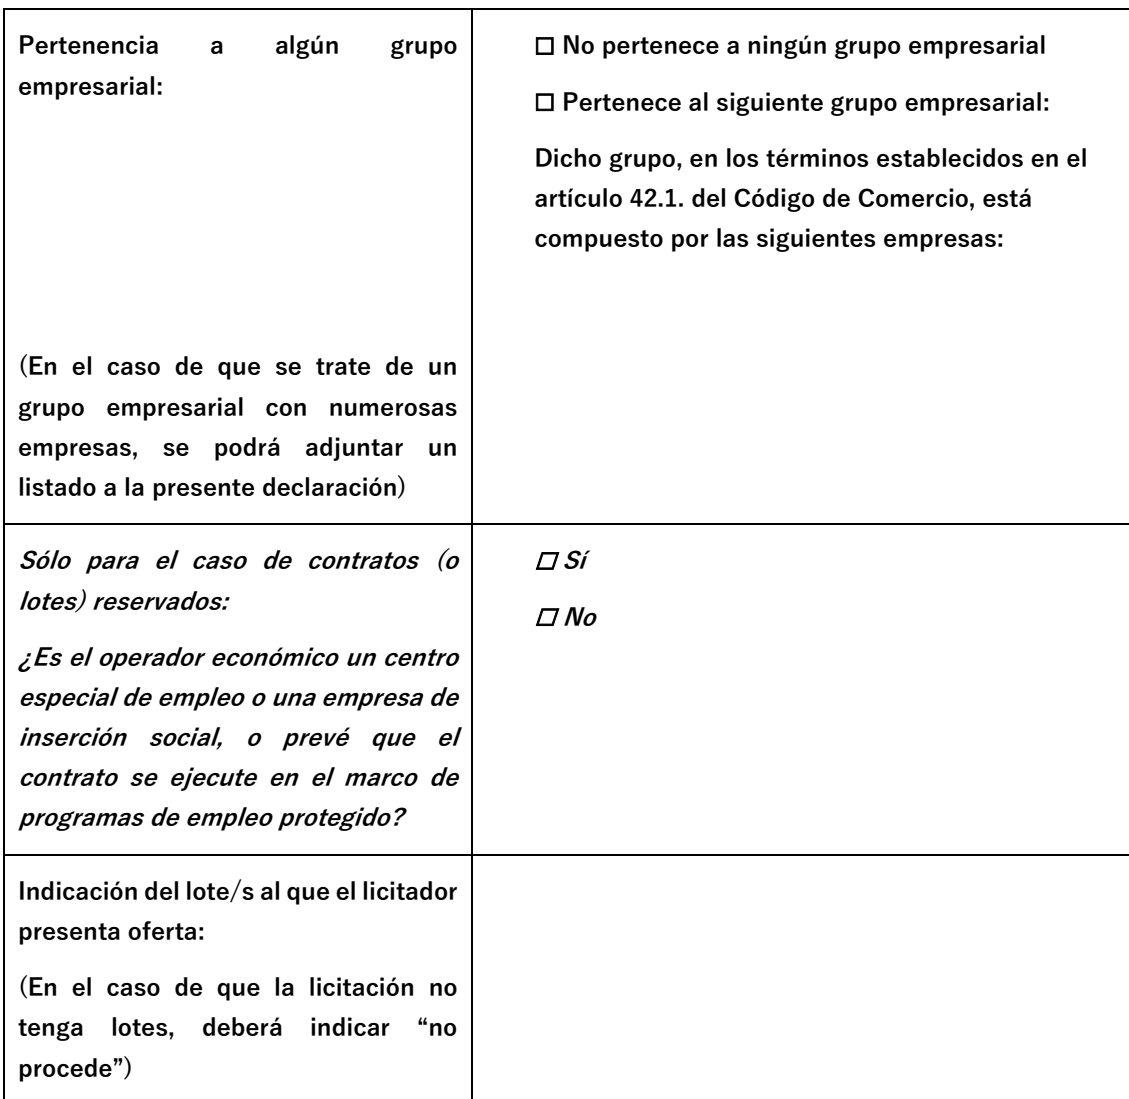 Pertenencia a algún grupo
empresarial:
(En el caso de que se trate de un
grupo empresarial con numerosas
empresas, se podrá adjuntar un
listado a la presente declaración)
☐ No pertenece a ningún grupo empresarial
☐ Pertenece al siguiente grupo empresarial:
Dicho grupo, en los términos establecidos en el
artículo 42.1. del Código de Comercio, está
compuesto por las siguientes empresas:
Sólo para el caso de contratos (o
lotes) reservados:
¿Es el operador económico un centro
especial de empleo o una empresa de
inserción social, o prevé que el
contrato se ejecute en el marco de
programas de empleo protegido?
☐ Sí
☐ No
Indicación del lote/s al que el licitador
presenta oferta:
(En el caso de que la licitación no
tenga lotes, deberá indicar “no
procede”)